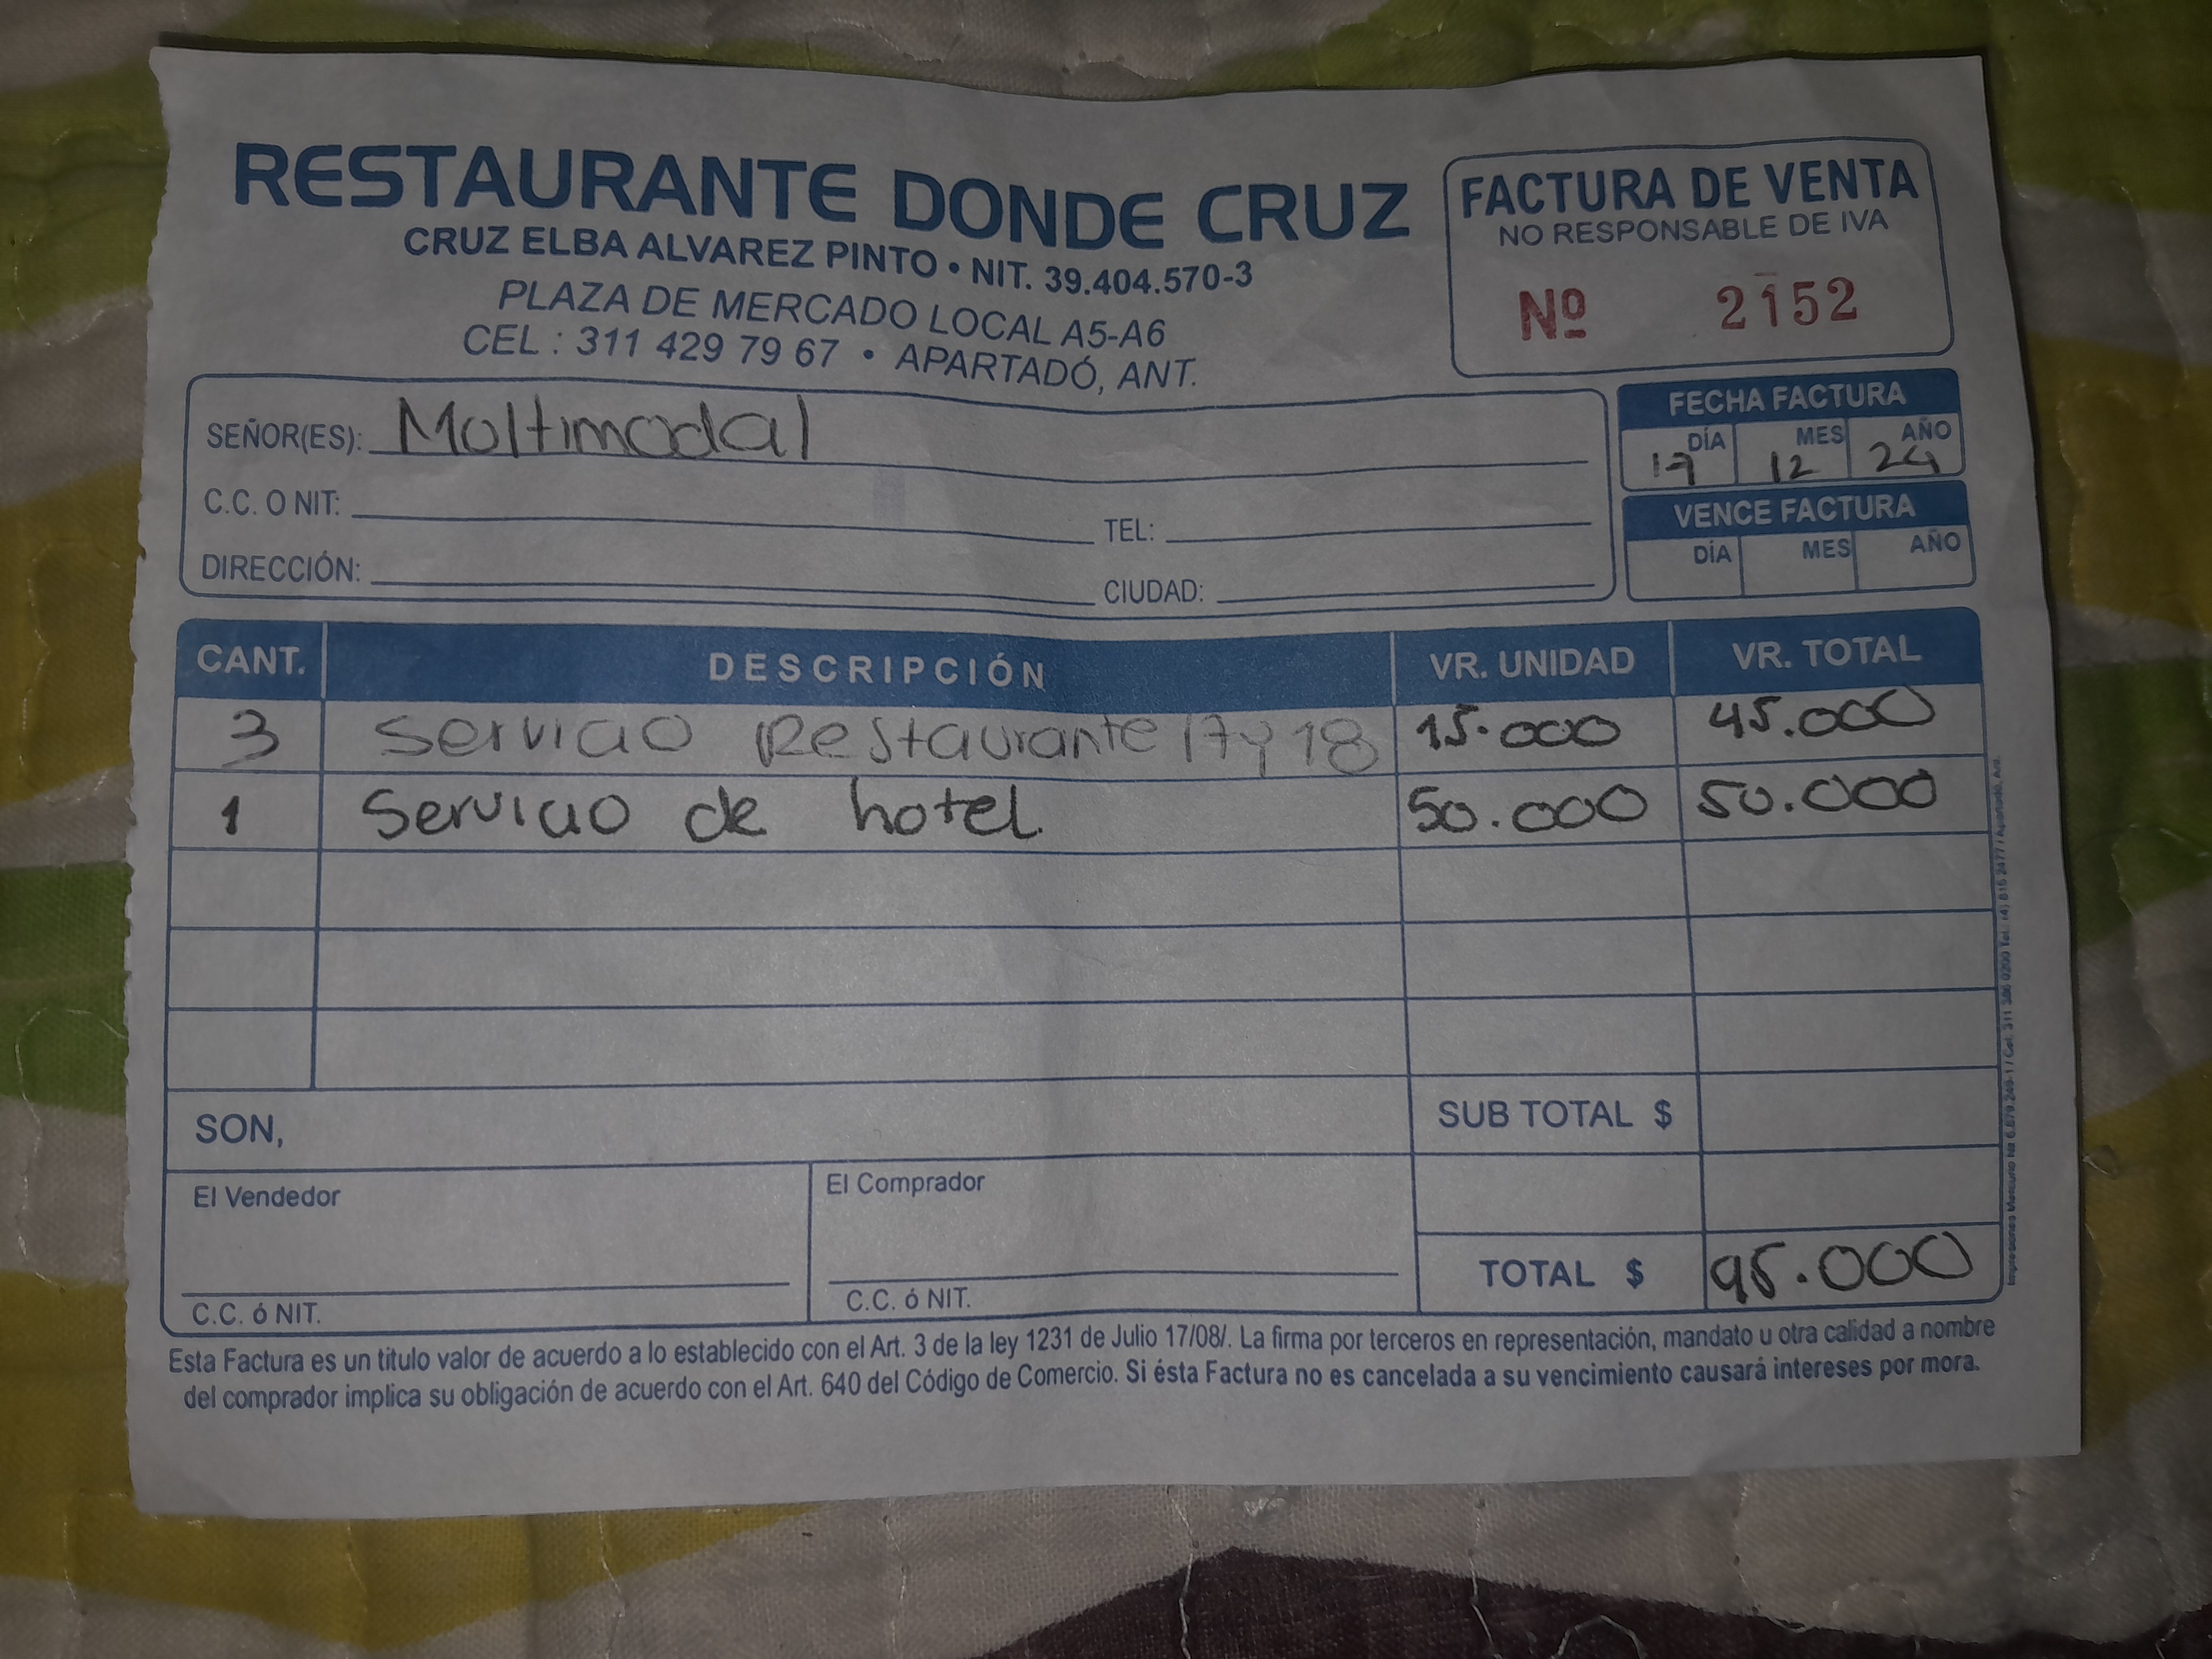 RESTAURANTE DONDE CRUZ
CRUZ ELBA ALVAREZ PINTO • NIT. 39.404.570-3
PLAZA DE MERCADO LOCAL A5-A6
CEL : 311 429 79 67 • APARTADÓ, ANT.
FACTURA DE VENTA
NO RESPONSABLE DE IVA
Nº 2152
SEÑOR(ES): Moltimodal
C.C. O NIT: TEL:
DIRECCIÓN: CIUDAD:
FECHA FACTURA
DÍA MES AÑO
17 12 24
VENCE FACTURA
DÍA MES AÑO
CANT. DESCRIPCIÓN VR. UNIDAD VR. TOTAL
3 Servicio Restaurante 17 y 18 15.000 45.000
1 Servicio de hotel 50.000 50.000
SON, SUB TOTAL $
El Vendedor El Comprador
C.C. ó NIT. C.C. ó NIT. TOTAL $ 95.000
Esta Factura es un titulo valor de acuerdo a lo establecido con el Art. 3 de la ley 1231 de Julio 17/08/. La firma por terceros en representación, mandato u otra calidad a nombre
del comprador implica su obligación de acuerdo con el Art. 640 del Código de Comercio. Si ésta Factura no es cancelada a su vencimiento causará intereses por mora.